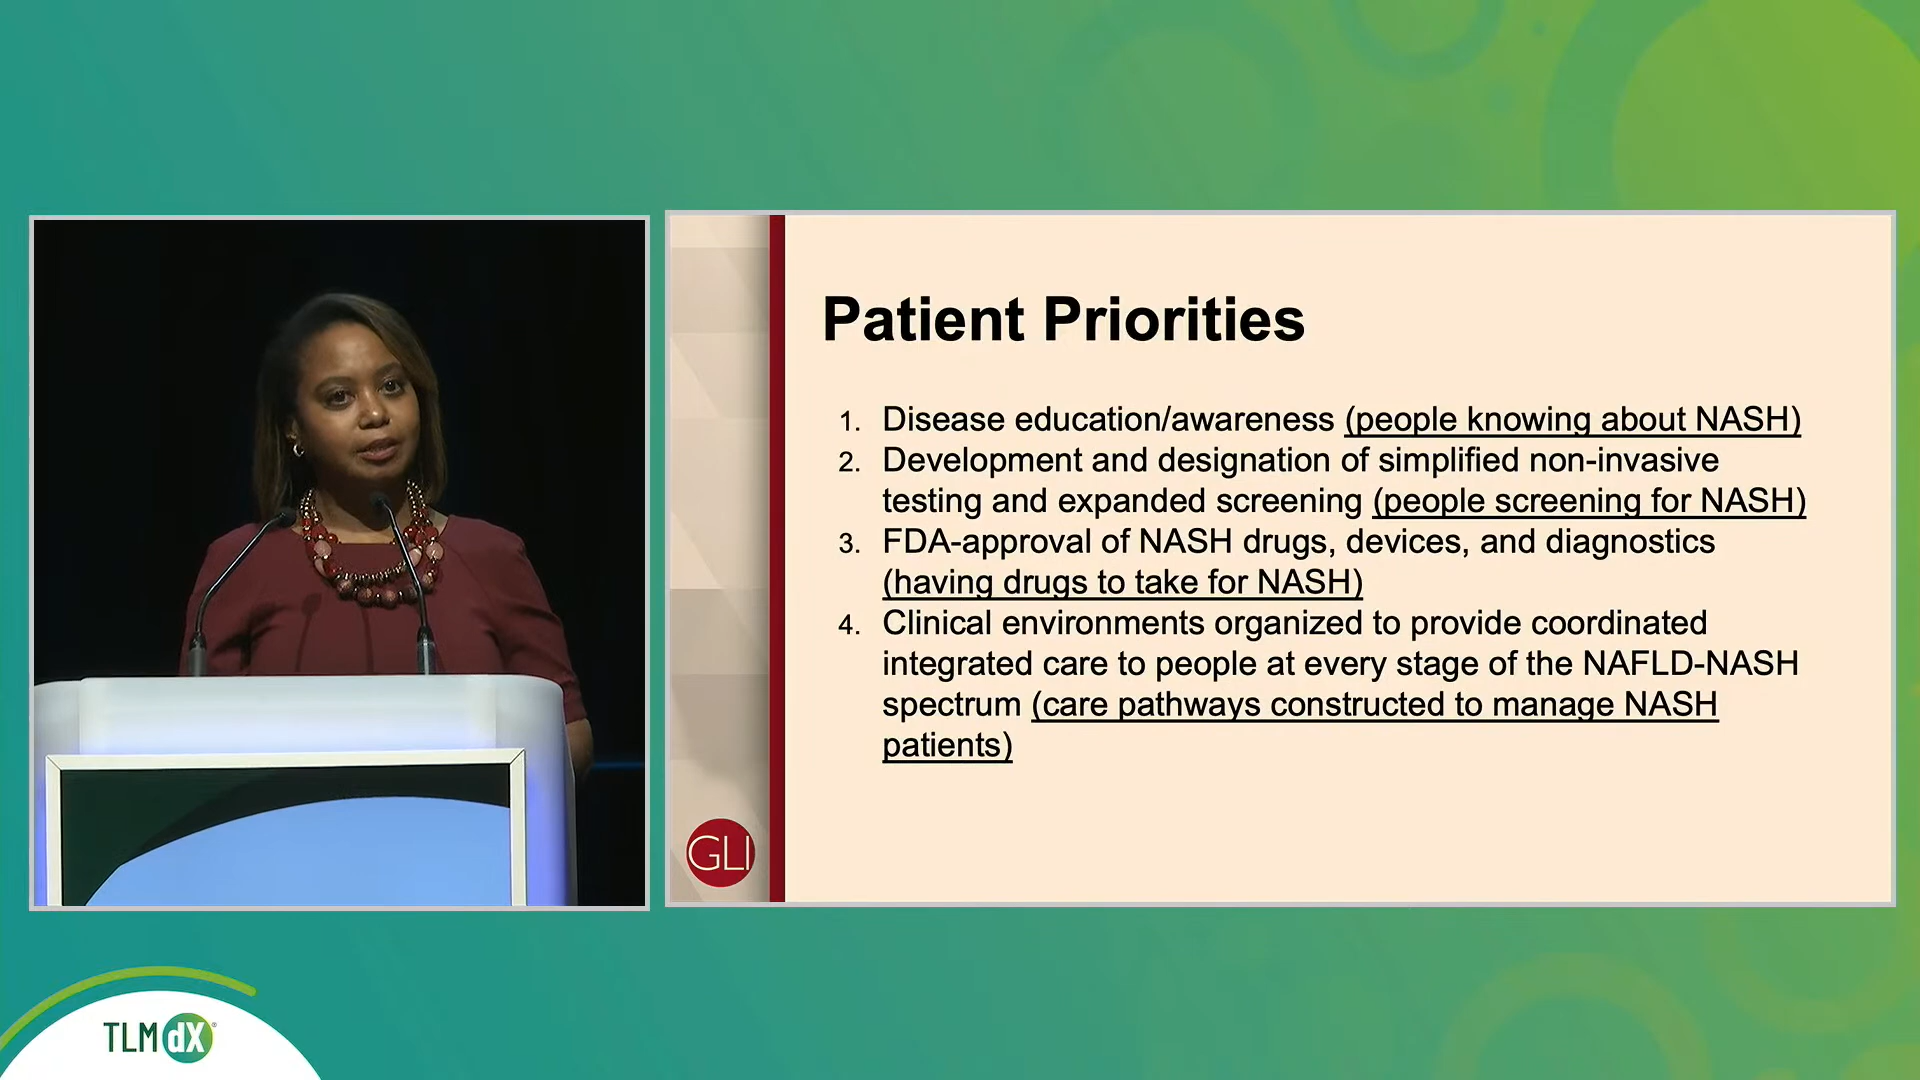 Patient Priorities
1. Disease education/awareness (people knowing about NASH)
2. Development and designation of simplified non-invasive
testing and expanded screening (people screening for NASH)
3. FDA-approval of NASH drugs, devices, and diagnostics
(having drugs to take for NASH)
4. Clinical environments organized to provide coordinated
integrated care to people at every stage of the NAFLD-NASH
spectrum (care pathways constructed to manage NASH
patients)
GLI
TLM dX®